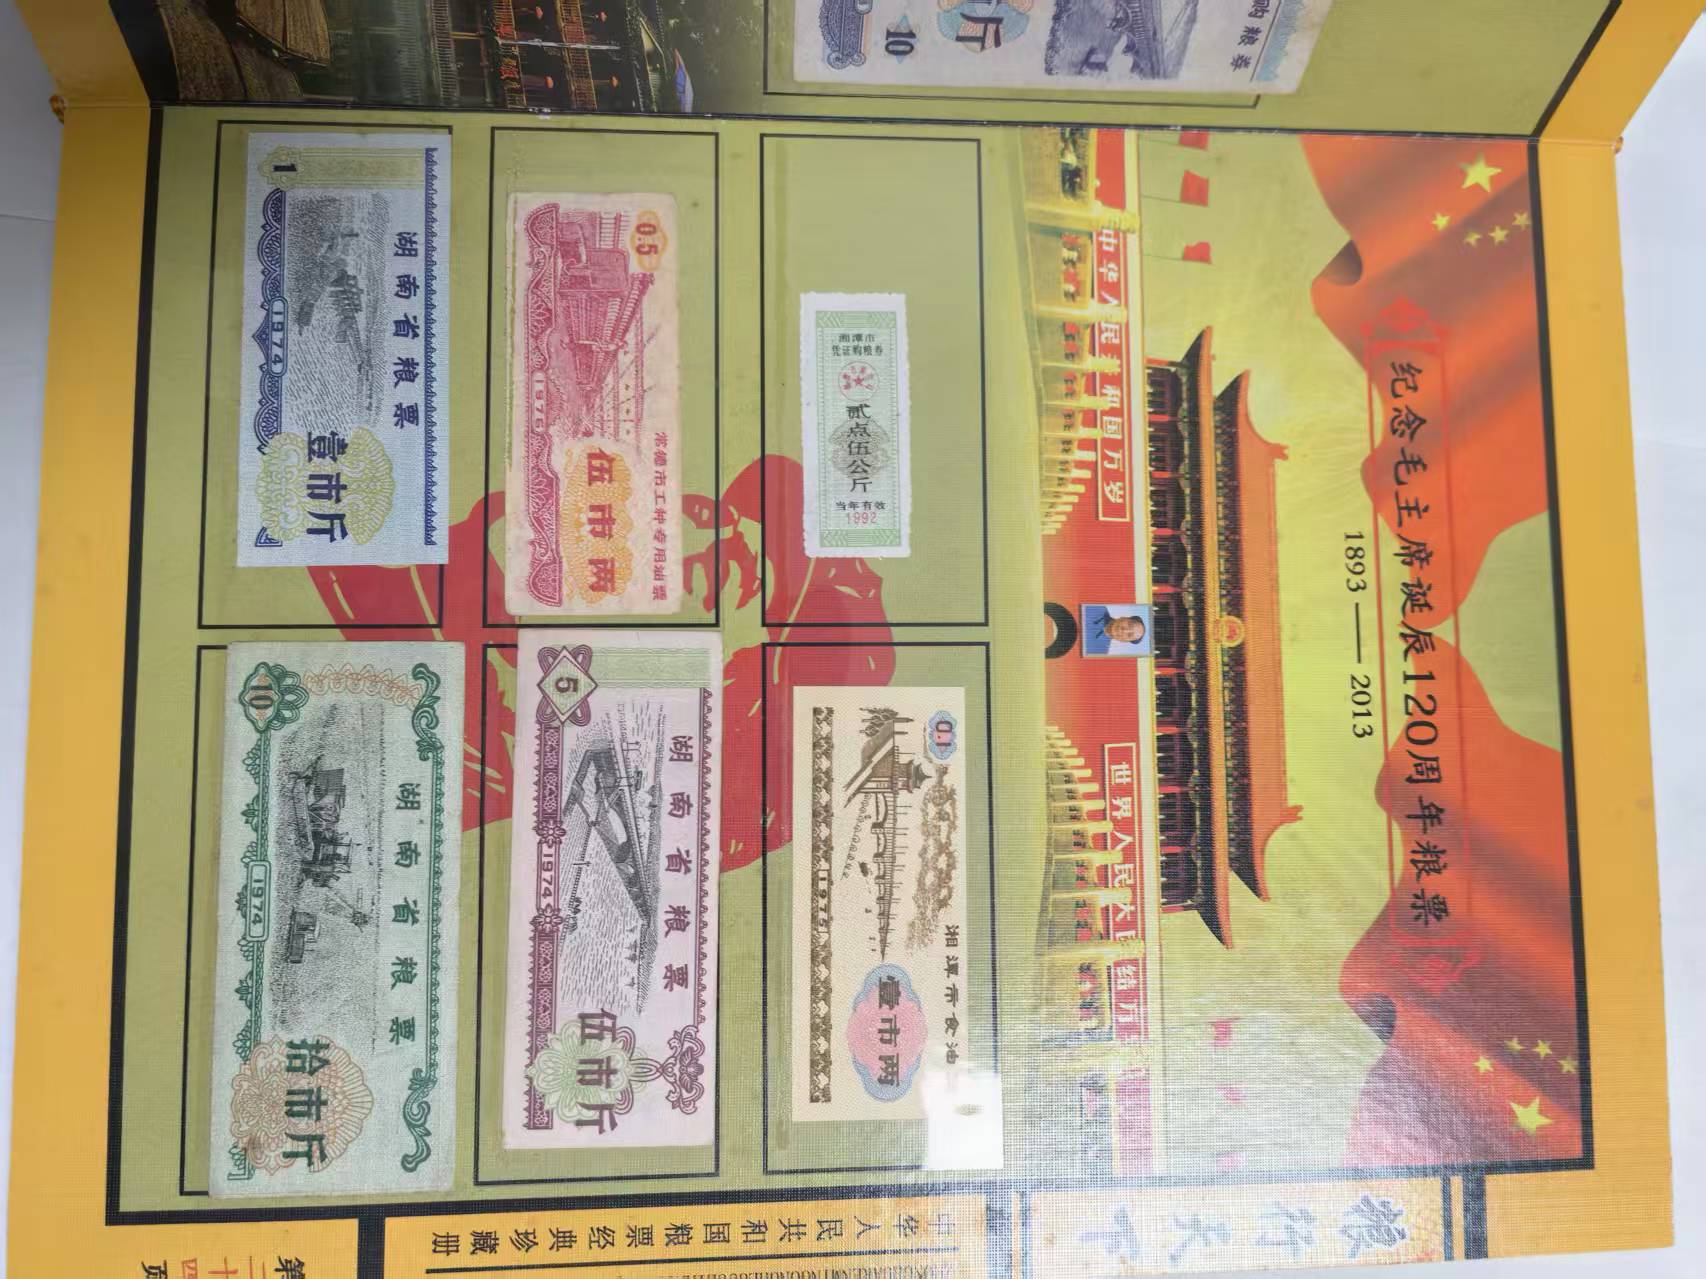 购粮券
斤
10
纪念毛主席诞辰120周年粮票
1893——2013
中华人民共和国万岁
世界人民大团结万
湘潭市
凭证购粮券
贰点伍公斤
当年有效
1992
0.1
湘潭市食油
壹市两
0.5
常德市工种专用油票
伍市两
1976
5
湖南省粮票
伍市斤
1974
1
湖南省粮票
壹市斤
1974
10
湖南省粮票
拾市斤
1974
中华人民共和国粮票经典珍藏册
第二十四页